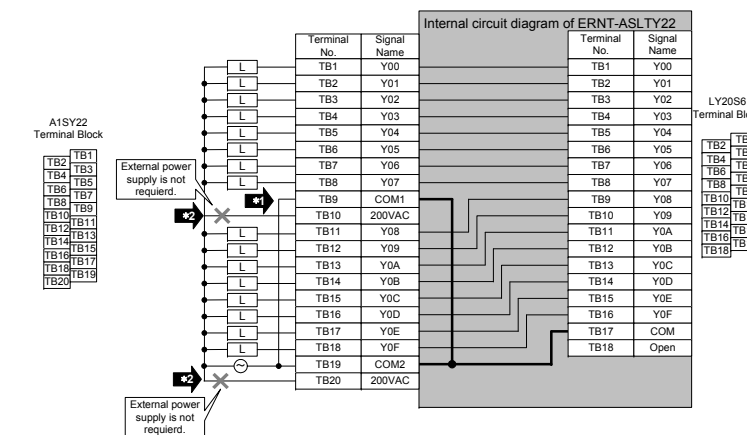 Internal circuit diagram of ERNT-ASLTY22
Terminal No. Signal Name Terminal No. Signal Name
L TB1 Y00 TB1 Y00
L TB2 Y01 TB2 Y01
L TB3 Y02 TB3 Y02
L TB4 Y03 TB4 Y03
L TB5 Y04 TB5 Y04
L TB6 Y05 TB6 Y05
L TB7 Y06 TB7 Y06
L TB8 Y07 TB8 Y07
*1 TB9 COM1 TB9 Y08
*2 TB10 200VAC TB10 Y09
L TB11 Y08 TB11 Y0A
L TB12 Y09 TB12 Y0B
L TB13 Y0A TB13 Y0C
L TB14 Y0B TB14 Y0D
L TB15 Y0C TB15 Y0E
L TB16 Y0D TB16 Y0F
L TB17 Y0E TB17 COM
L TB18 Y0F TB18 Open
TB19 COM2
*2 TB20 200VAC
A1SY22
Terminal Block
TB1
TB2
TB3
TB4
TB5
TB6
TB7
TB8
TB9
TB10
TB11
TB12
TB13
TB14
TB15
TB16
TB17
TB18
TB19
TB20
External power
supply is not
requierd.
External power
supply is not
requierd.
LY20S6
Terminal Blo
TB2
TB4
TB6
TB8
TB10
TB12
TB14
TB16
TB18